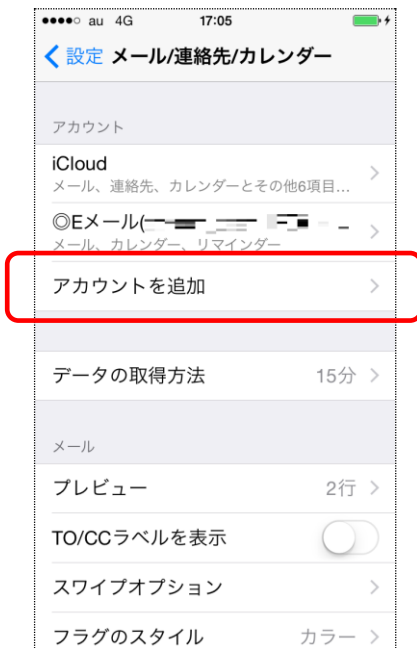 au 4G 17:05
設定 メール/連絡先/カレンダー
アカウント
iCloud
メール、連絡先、カレンダーとその他6項目...
◎Eメール(
メール、カレンダー、リマインダー
アカウントを追加
データの取得方法 15分
メール
プレビュー 2行
TO/CCラベルを表示
スワイプオプション
フラグのスタイル カラー